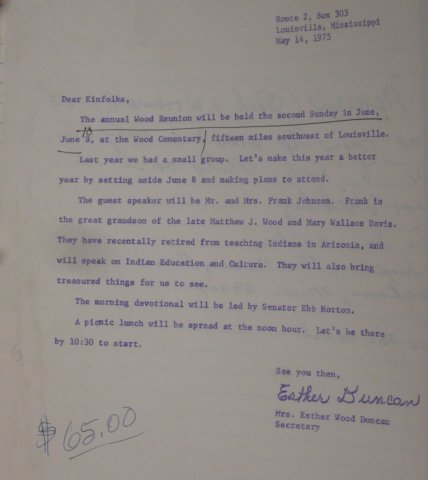 Route 2, Box 303
Louisville, Mississippi
May 14, 1975
Dear Kinfolks,
The annual Wood Reunion will be held the second Sunday in June,
June 8, at the Wood Cementary, fifteen miles southwest of Louisville.
Last year we had a small group. Let's make this year a better
year by setting aside June 8 and making plans to attend.
The guest speaker will be Mr. and Mrs. Frank Johnson. Frank is
the great grandson of the late Matthew J. Wood and Mary Wallace Davis.
They have recentally retired from teaching Indians in Arizonia, and
will speak on Indian Education and Culture. They will also bring
treasured things for us to see.
The morning devotional will be led by Senator Ebb Horton.
A picnic lunch will be spread at the noon hour. Let's be there
by 10:30 to start.
See you then,
Esther Duncan
Mrs. Esther Wood Duncan
Secretary
$65.00